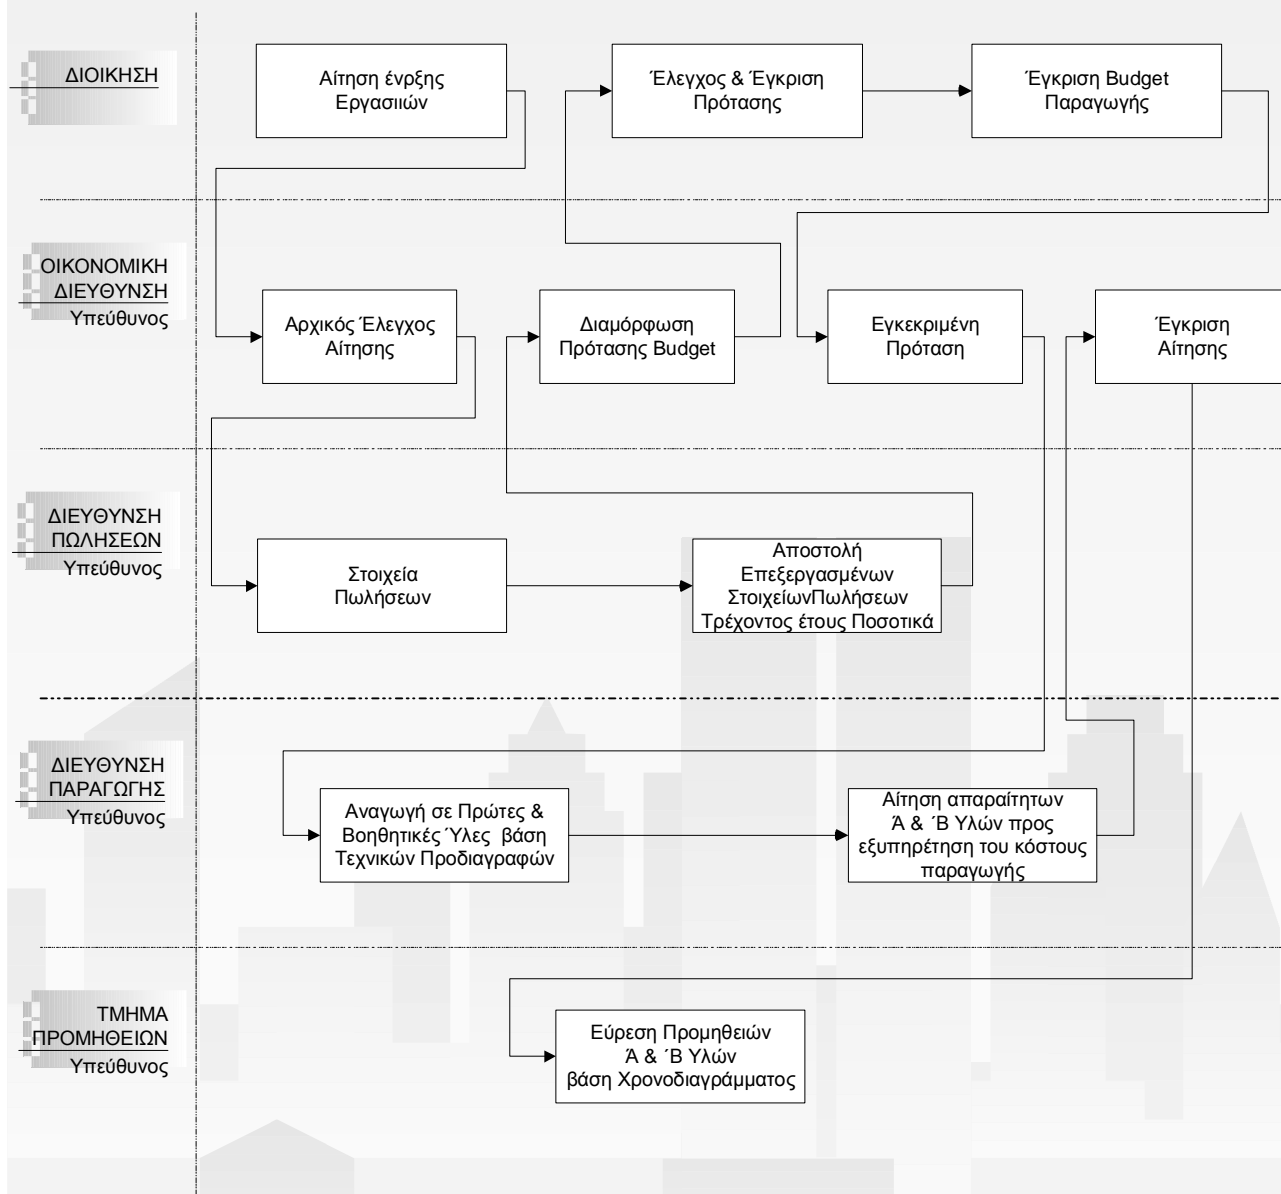 ΔΙΟΙΚΗΣΗ
Αίτηση ένρξης
Εργασιιών
Έλεγχος & Έγκριση
Πρότασης
Έγκριση Budget
Παραγωγής
ΟΙΚΟΝΟΜΙΚΗ
ΔΙΕΥΘΥΝΣΗ
Υπεύθυνος
Αρχικός Έλεγχος
Αίτησης
Διαμόρφωση
Πρότασης Budget
Εγκεκριμένη
Πρόταση
Έγκριση
Αίτησης
ΔΙΕΥΘΥΝΣΗ
ΠΩΛΗΣΕΩΝ
Υπεύθυνος
Στοιχεία
Πωλήσεων
Αποστολή
Επεξεργασμένων
ΣτοιχείωνΠωλήσεων
Τρέχοντος έτους Ποσοτικά
ΔΙΕΥΘΥΝΣΗ
ΠΑΡΑΓΩΓΗΣ
Υπεύθυνος
Αναγωγή σε Πρώτες &
Βοηθητικές Ύλες βάση
Τεχνικών Προδιαγραφών
Αίτηση απαραίτητων
Ά & ΄Β Υλών προς
εξυπηρέτηση του κόστους
παραγωγής
ΤΜΗΜΑ
ΠΡΟΜΗΘΕΙΩΝ
Υπεύθυνος
Εύρεση Προμηθειών
Ά & ΄Β Υλών
βάση Χρονοδιαγράμματος